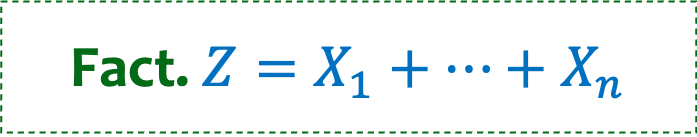 Fact. Z = X₁ + ⋯ + Xₙ